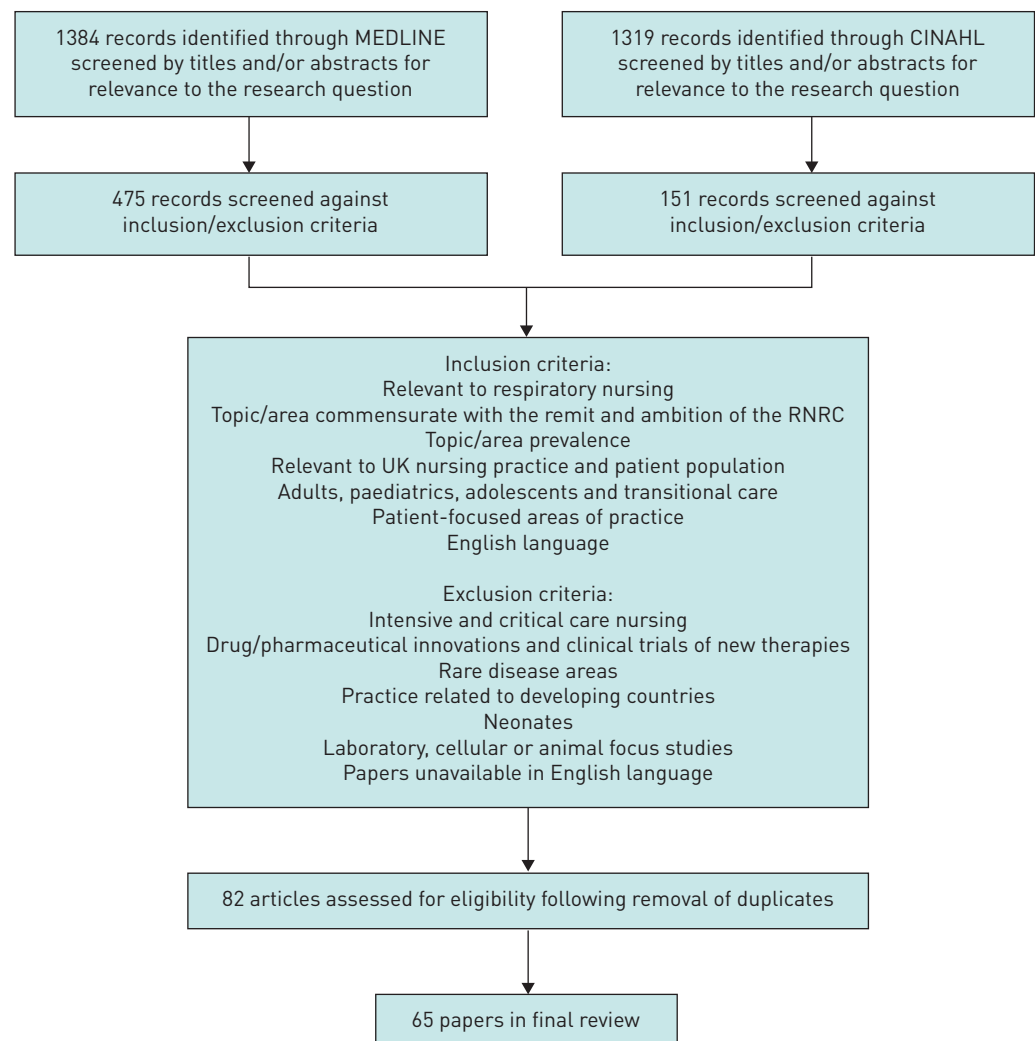 1384 records identified through MEDLINE
screened by titles and/or abstracts for
relevance to the research question
1319 records identified through CINAHL
screened by titles and/or abstracts for
relevance to the research question
475 records screened against
inclusion/exclusion criteria
151 records screened against
inclusion/exclusion criteria
Inclusion criteria:
Relevant to respiratory nursing
Topic/area commensurate with the remit and ambition of the RNRC
Topic/area prevalence
Relevant to UK nursing practice and patient population
Adults, paediatrics, adolescents and transitional care
Patient-focused areas of practice
English language
Exclusion criteria:
Intensive and critical care nursing
Drug/pharmaceutical innovations and clinical trials of new therapies
Rare disease areas
Practice related to developing countries
Neonates
Laboratory, cellular or animal focus studies
Papers unavailable in English language
82 articles assessed for eligibility following removal of duplicates
65 papers in final review